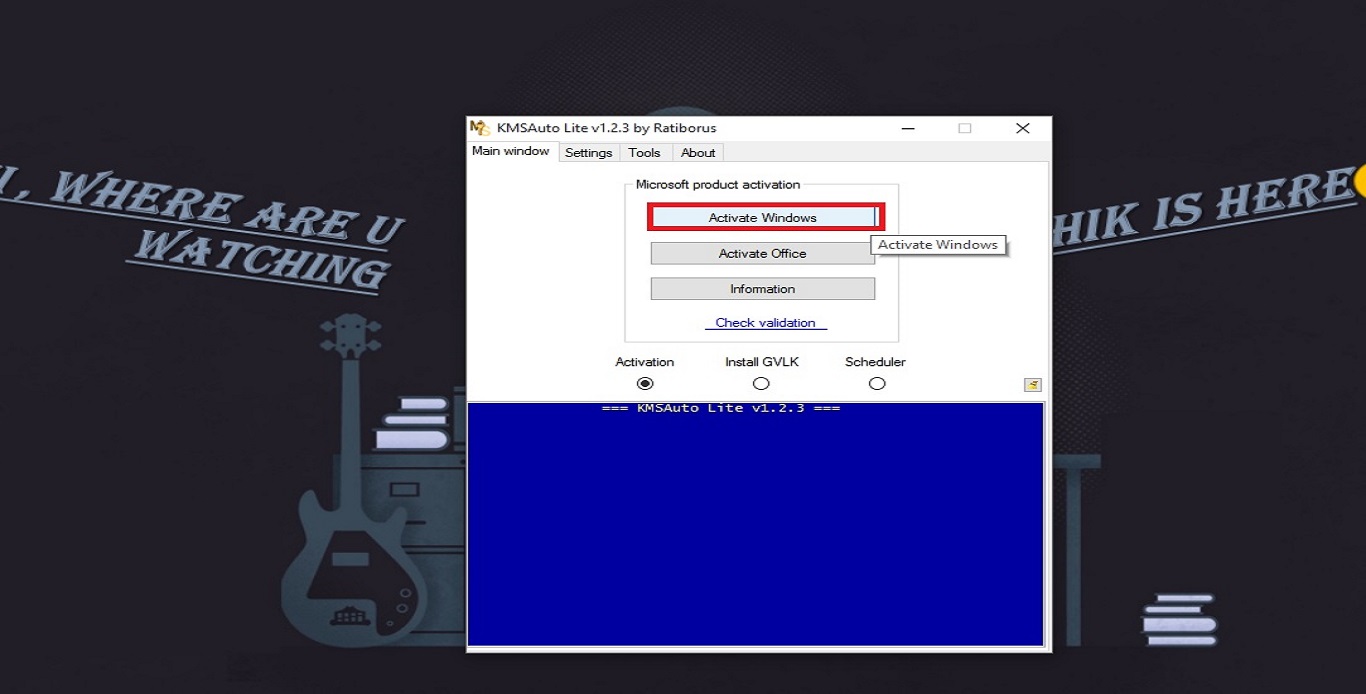 KMSAuto Lite v1.2.3 by Ratiborus
Main window Settings Tools About
WHERE ARE U
WATCHING
HIK IS HERE
Microsoft product activation
Activate Windows
Activate Windows
Activate Office
Information
Check validation
Activation Install GVLK Scheduler
=== KMSAuto Lite v1.2.3 ===